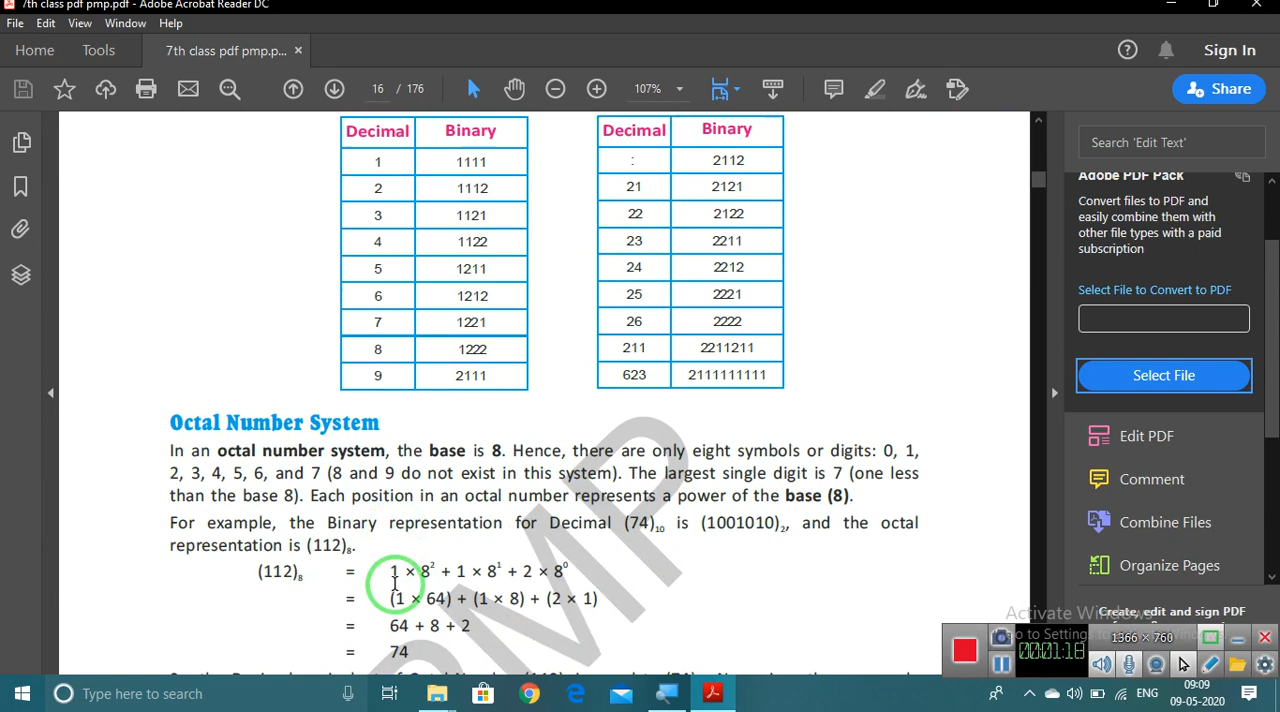 7th class pdf pmp.pdf - Adobe Acrobat Reader DC
File Edit View Window Help
Home Tools 7th class pdf pmp.p... × Sign In
16 / 176 107% Share
Decimal Binary
1 1111
2 1112
3 1121
4 1122
5 1211
6 1212
7 1221
8 1222
9 2111
Decimal Binary
: 2112
21 2121
22 2122
23 2211
24 2212
25 2221
26 2222
211 2211211
623 2111111111
Octal Number System
In an octal number system, the base is 8. Hence, there are only eight symbols or digits: 0, 1,
2, 3, 4, 5, 6, and 7 (8 and 9 do not exist in this system). The largest single digit is 7 (one less
than the base 8). Each position in an octal number represents a power of the base (8).
For example, the Binary representation for Decimal (74)₁₀ is (1001010)₂, and the octal
representation is (112)₈.
(112)₈ = 1 × 8² + 1 × 8¹ + 2 × 8⁰
= (1 × 64) + (1 × 8) + (2 × 1)
= 64 + 8 + 2
= 74
PMP
Search 'Edit Text'
Adobe PDF Pack
Convert files to PDF and
easily combine them with
other file types with a paid
subscription
Select File to Convert to PDF
Select File
Edit PDF
Comment
Combine Files
Organize Pages
Create, edit and sign PDF
Activate Windows
Go to Settings to
1366 × 760
00:01:18
Type here to search
ENG
09:09
09-05-2020